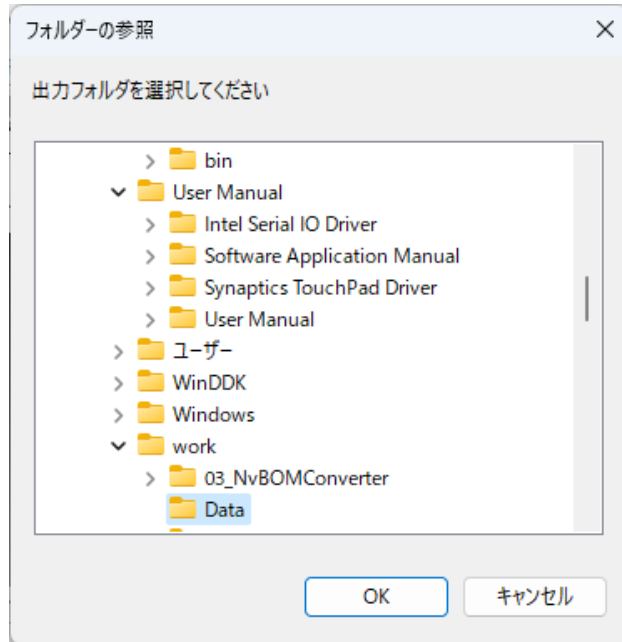 フォルダーの参照
出力フォルダを選択してください
bin
User Manual
Intel Serial IO Driver
Software Application Manual
Synaptics TouchPad Driver
User Manual
ユーザー
WinDDK
Windows
work
03_NvBOMConverter
Data
OK
キャンセル